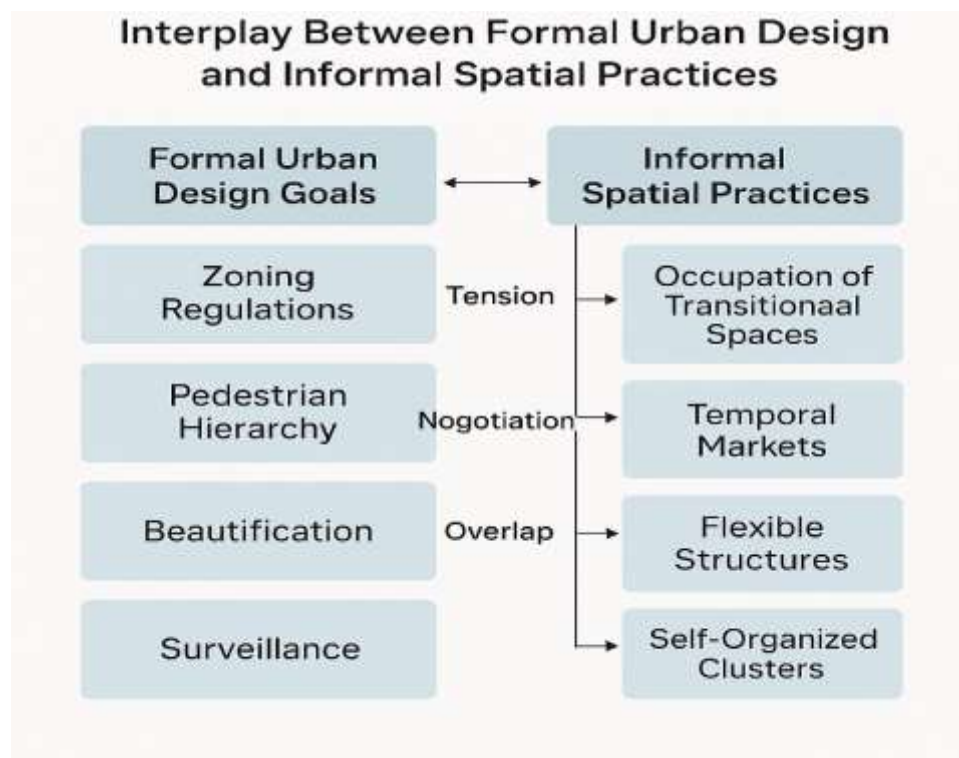 Interplay Between Formal Urban Design
and Informal Spatial Practices
Formal Urban
Design Goals
Informal
Spatial Practices
Zoning
Regulations
Tension
Occupation of
Transitionaal
Spaces
Pedestrian
Hierarchy
Nogotiation
Temporal
Markets
Beautification
Overlap
Flexible
Structures
Surveillance
Self-Organized
Clusters